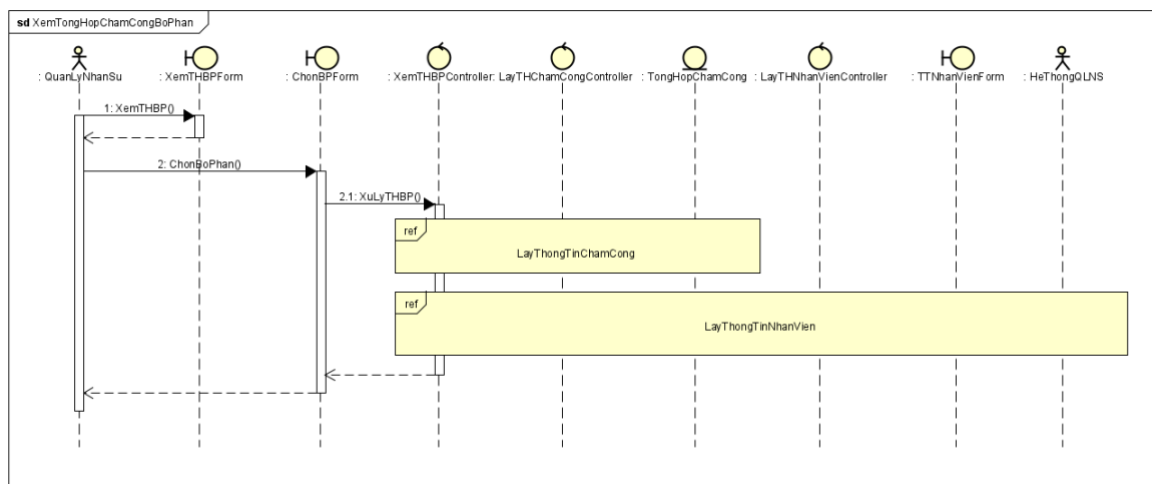 sd XemTongHopChamCongBoPhan
: QuanLyNhanSu
: XemTHBPForm
: ChonBPForm
: XemTHBPController
: LayTHChamCongController
: TongHopChamCong
: LayTHNhanVienController
: TTNhanVienForm
: HeThongQLNS
1: XemTHBP()
2: ChonBoPhan()
2.1: XuLyTHBP()
ref
LayThongTinChamCong
ref
LayThongTinNhanVien